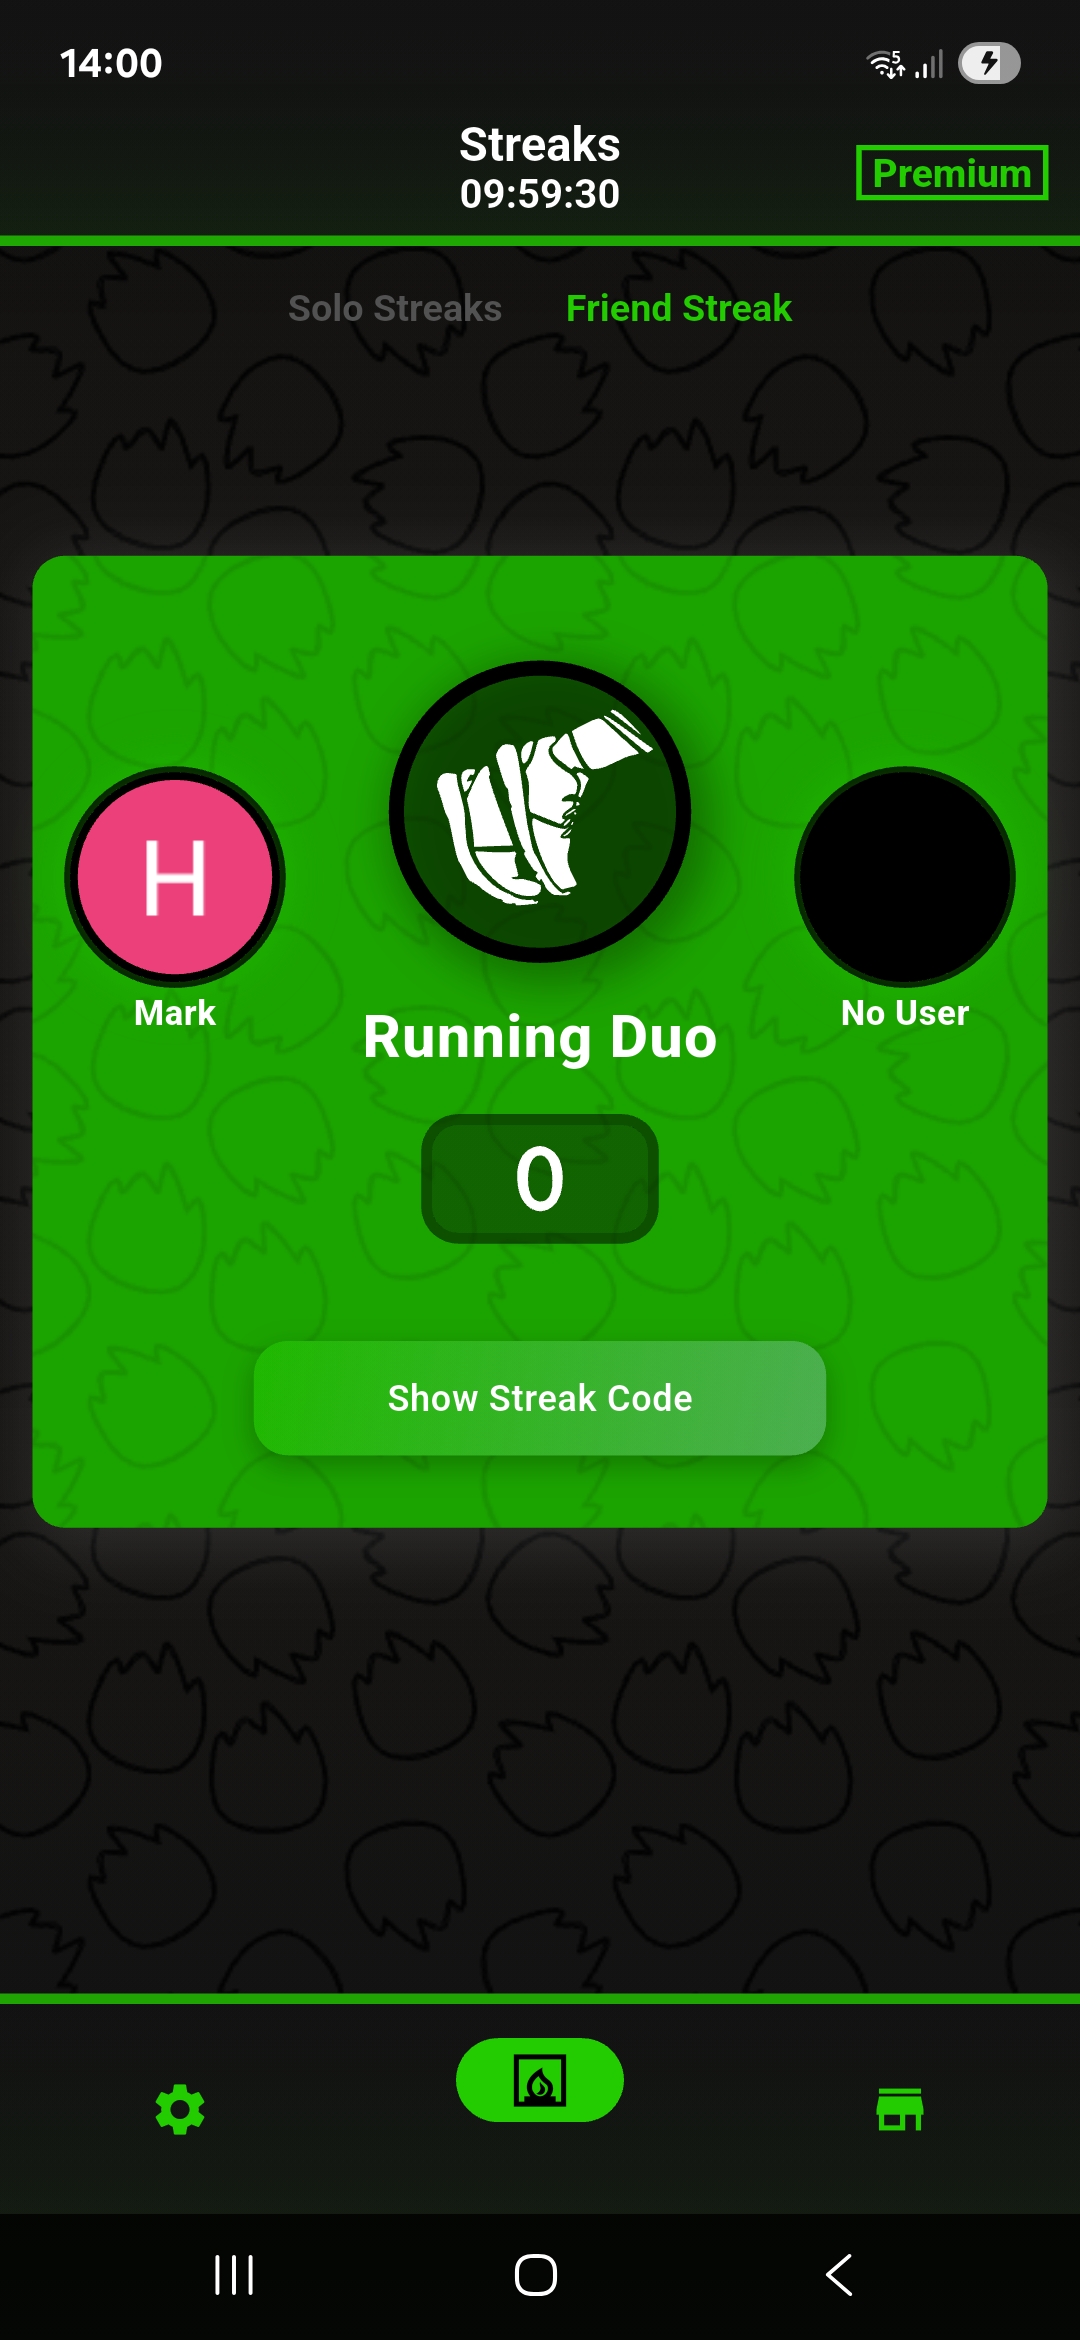 14:00
5
Streaks
09:59:30
Premium
Solo Streaks
Friend Streak
H
Mark
No User
Running Duo
0
Show Streak Code